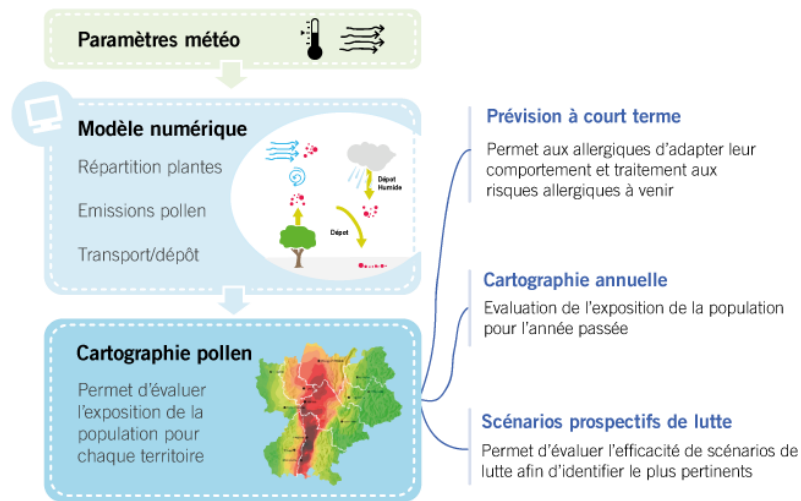 Paramètres météo
Modèle numérique
Répartition plantes
Emissions pollen
Transport/dépôt
Dépot
Humide
Dépot
Cartographie pollen
Permet d'évaluer
l'exposition de la
population pour
chaque territoire
Prévision à court terme
Permet aux allergiques d'adapter leur
comportement et traitement aux
risques allergiques à venir
Cartographie annuelle
Evaluation de l'exposition de la population
pour l'année passée
Scénarios prospectifs de lutte
Permet d'évaluer l'efficacité de scénarios de
lutte afin d'identifier le plus pertinents